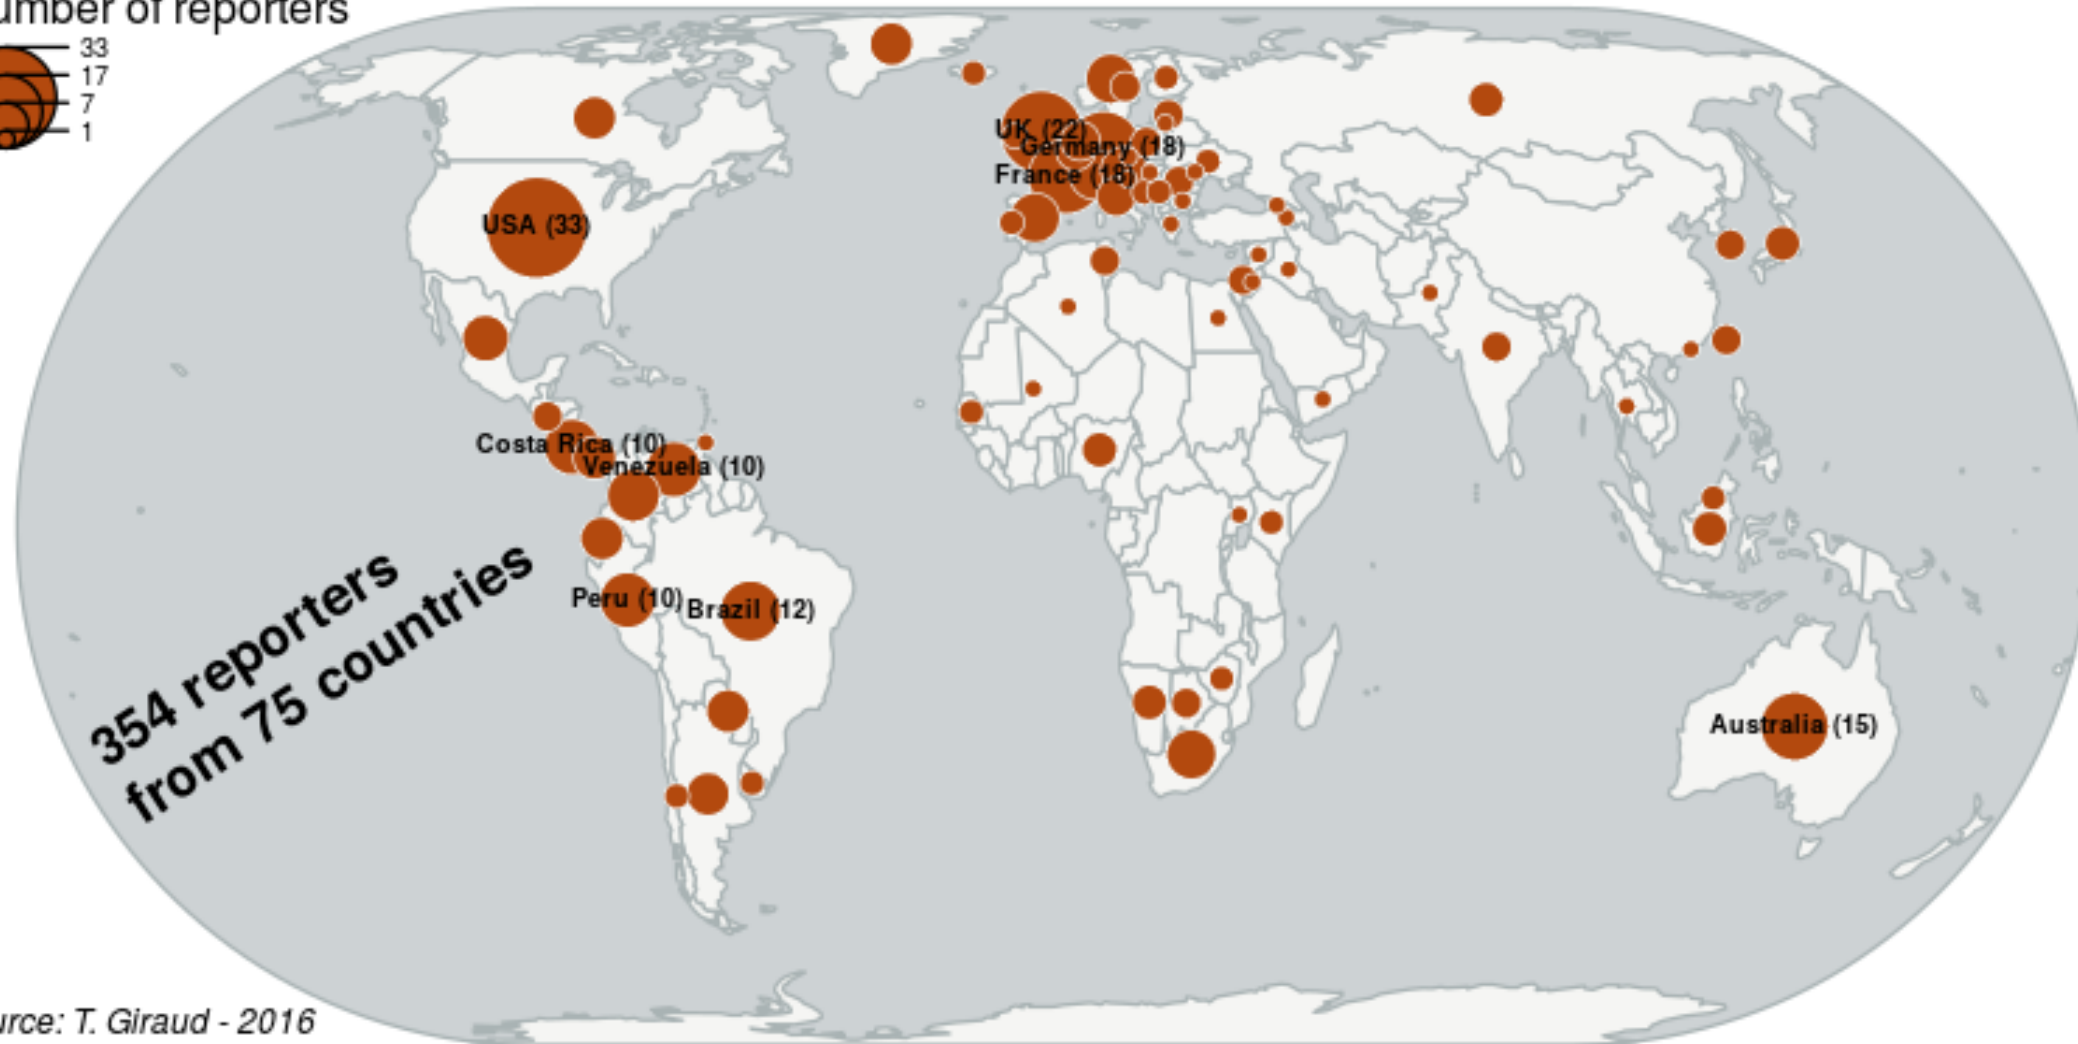 umber of reporters
33
17
7
1
UK (22)
Germany (18)
France (18)
USA (33)
Costa Rica (10)
Venezuela (10)
Peru (10)
Brazil (12)
354 reporters
from 75 countries
Australia (15)
urce: T. Giraud - 2016